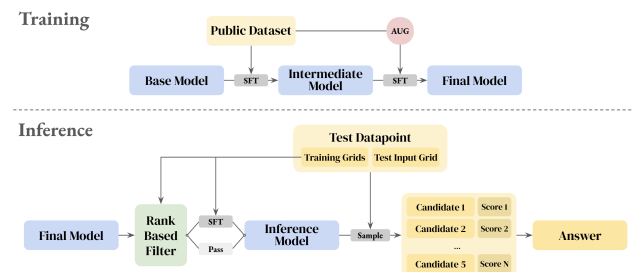 Training
Public Dataset
AUG
Base Model
SFT
Intermediate
Model
SFT
Final Model
Inference
Test Datapoint
Training Grids
Test Input Grid
Final Model
Rank
Based
Filter
SFT
Pass
Inference
Model
Sample
Candidate 1
Score 1
Candidate 2
Score 2
...
Candidate 5
Score N
Answer